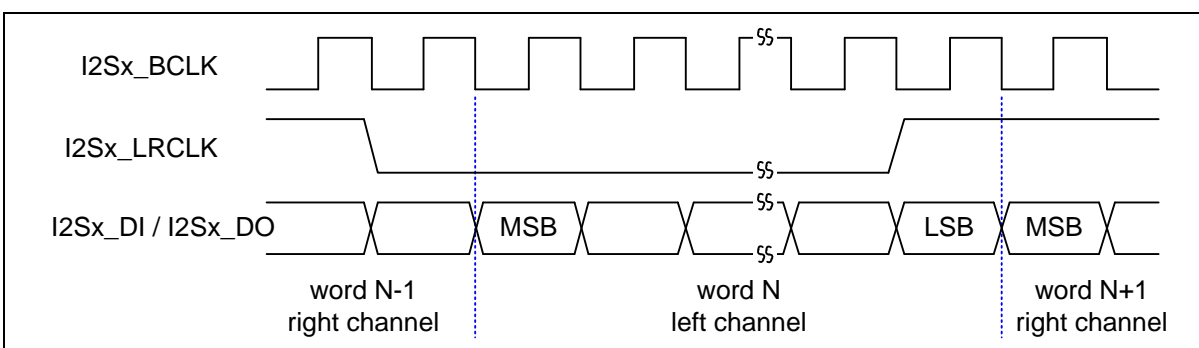 I2Sx_BCLK
I2Sx_LRCLK
I2Sx_DI / I2Sx_DO
MSB
LSB
MSB
word N-1
right channel
word N
left channel
word N+1
right channel